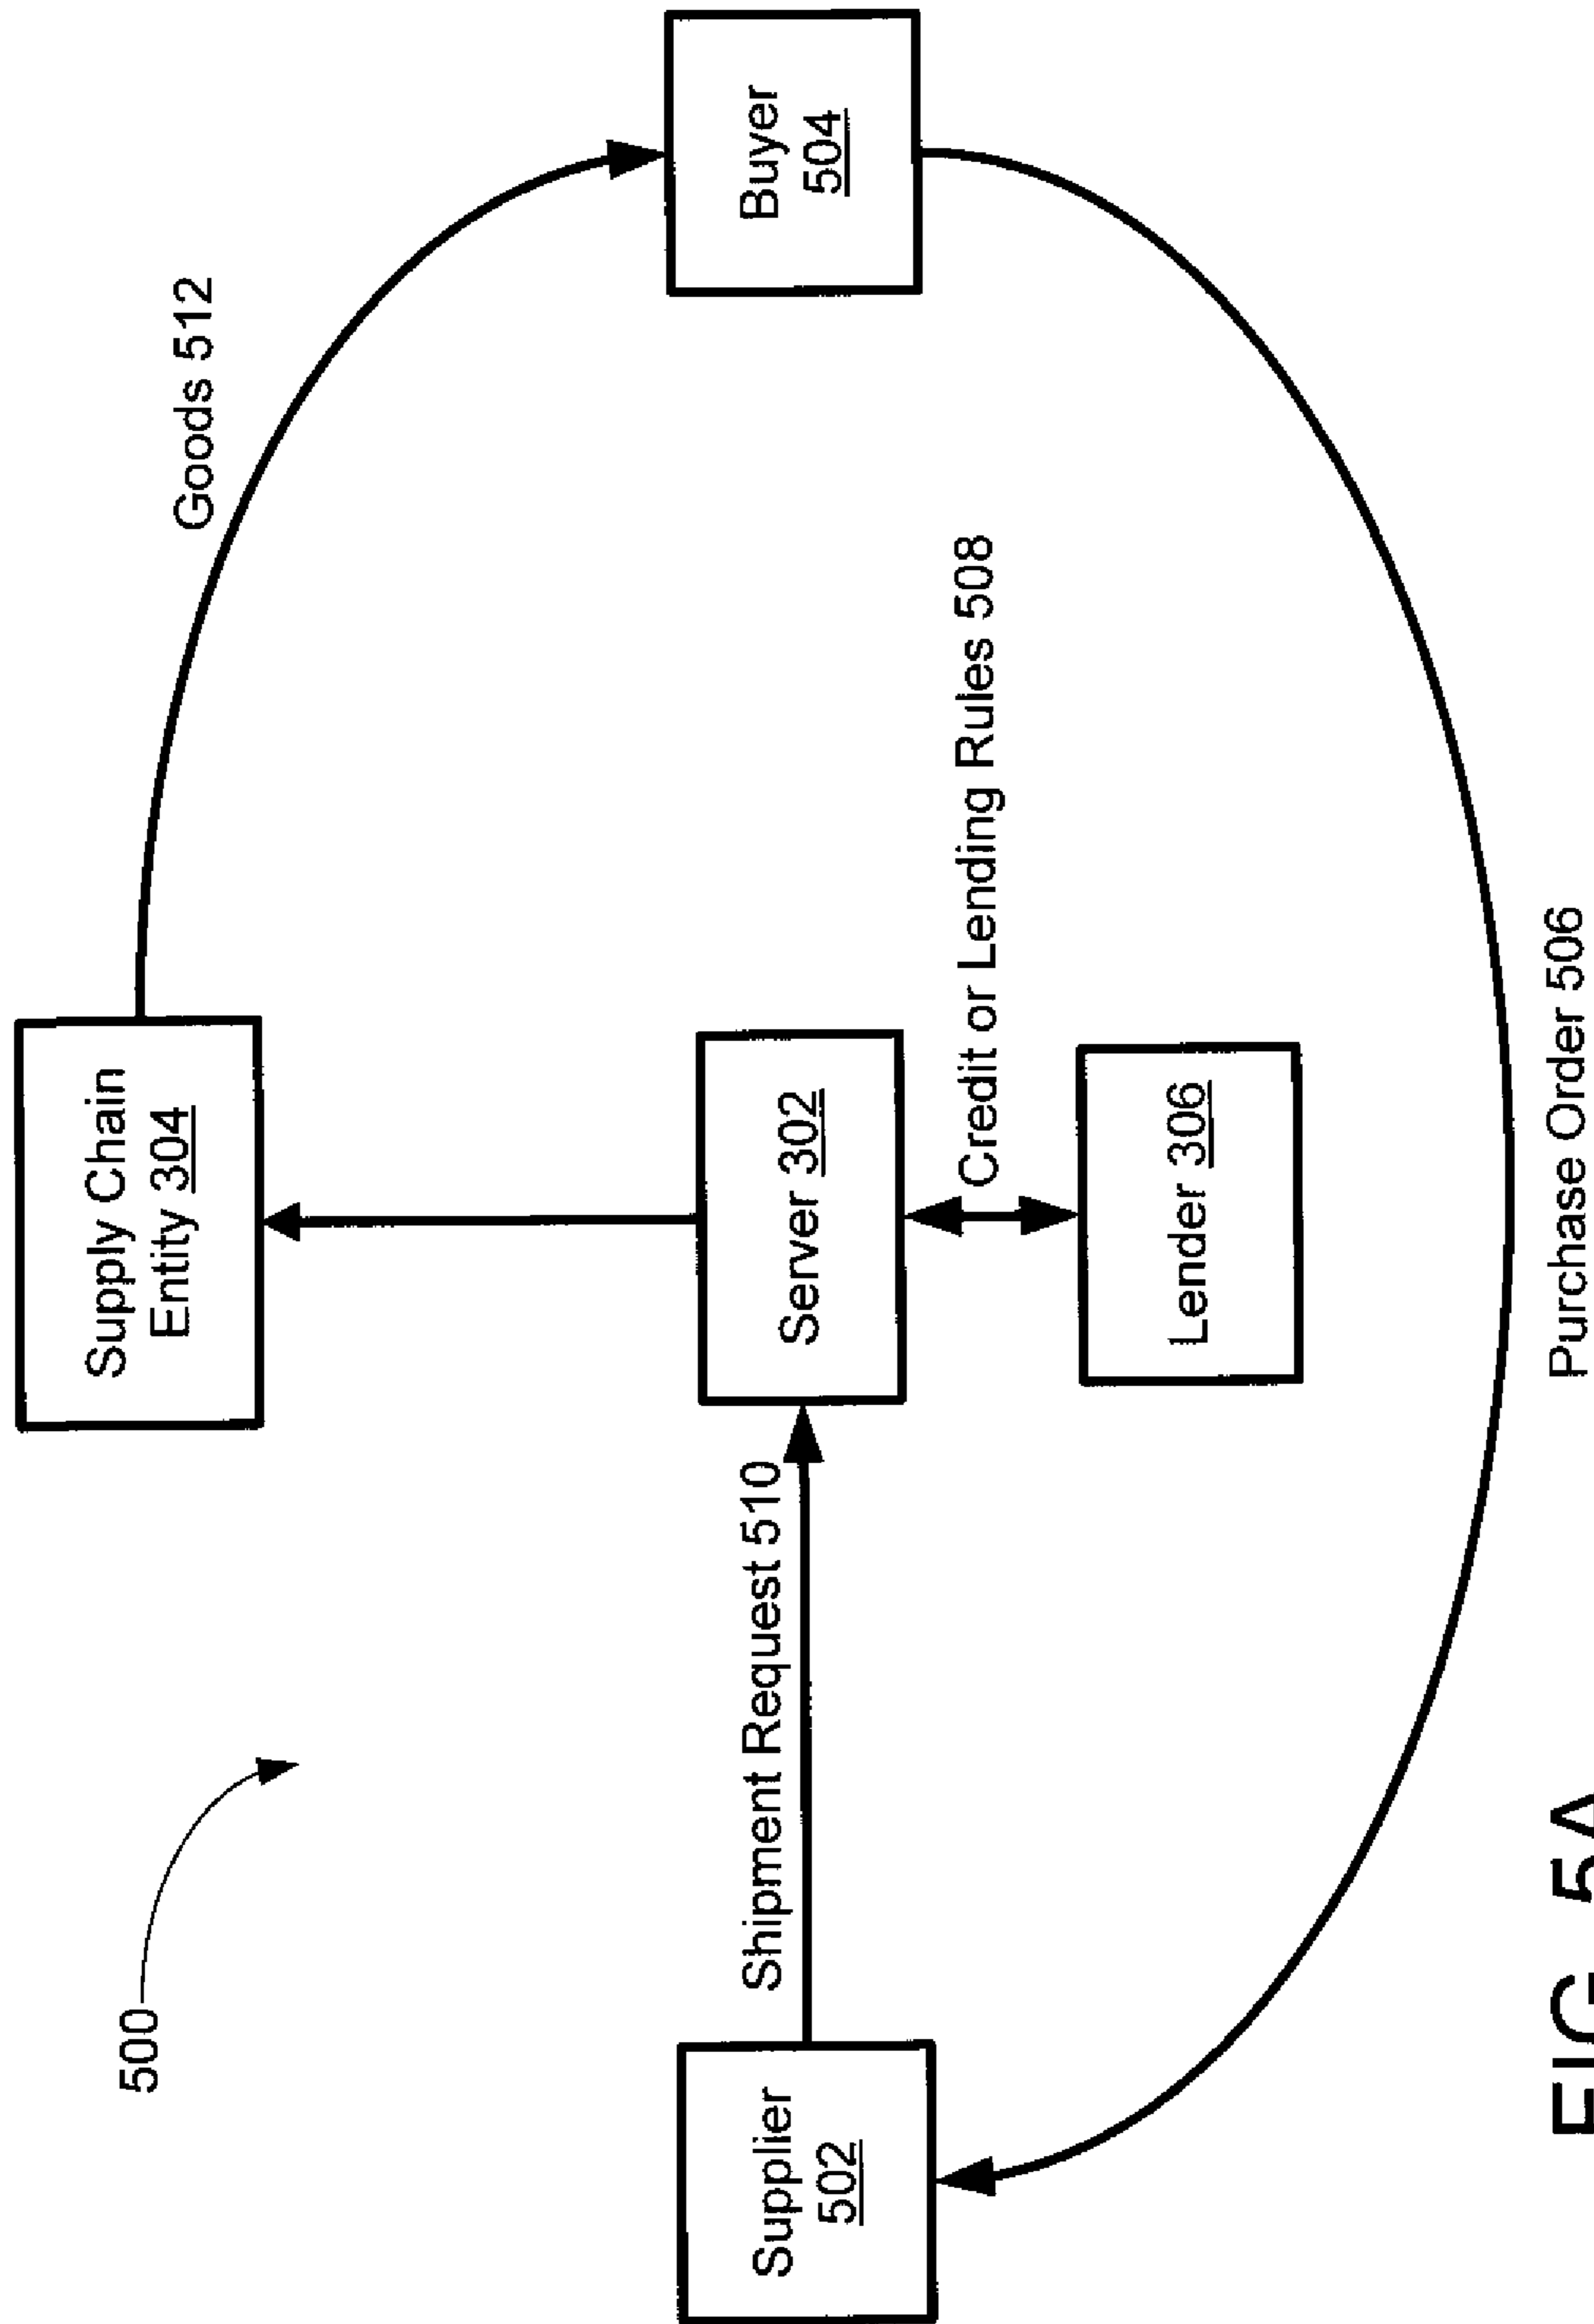 500
Supply Chain
Entity 304
Goods 512
Supplier
502
Shipment Request 510
Server 302
Buyer
504
Credit or Lending Rules 508
Lender 306
Purchase Order 506
FIG. 5A